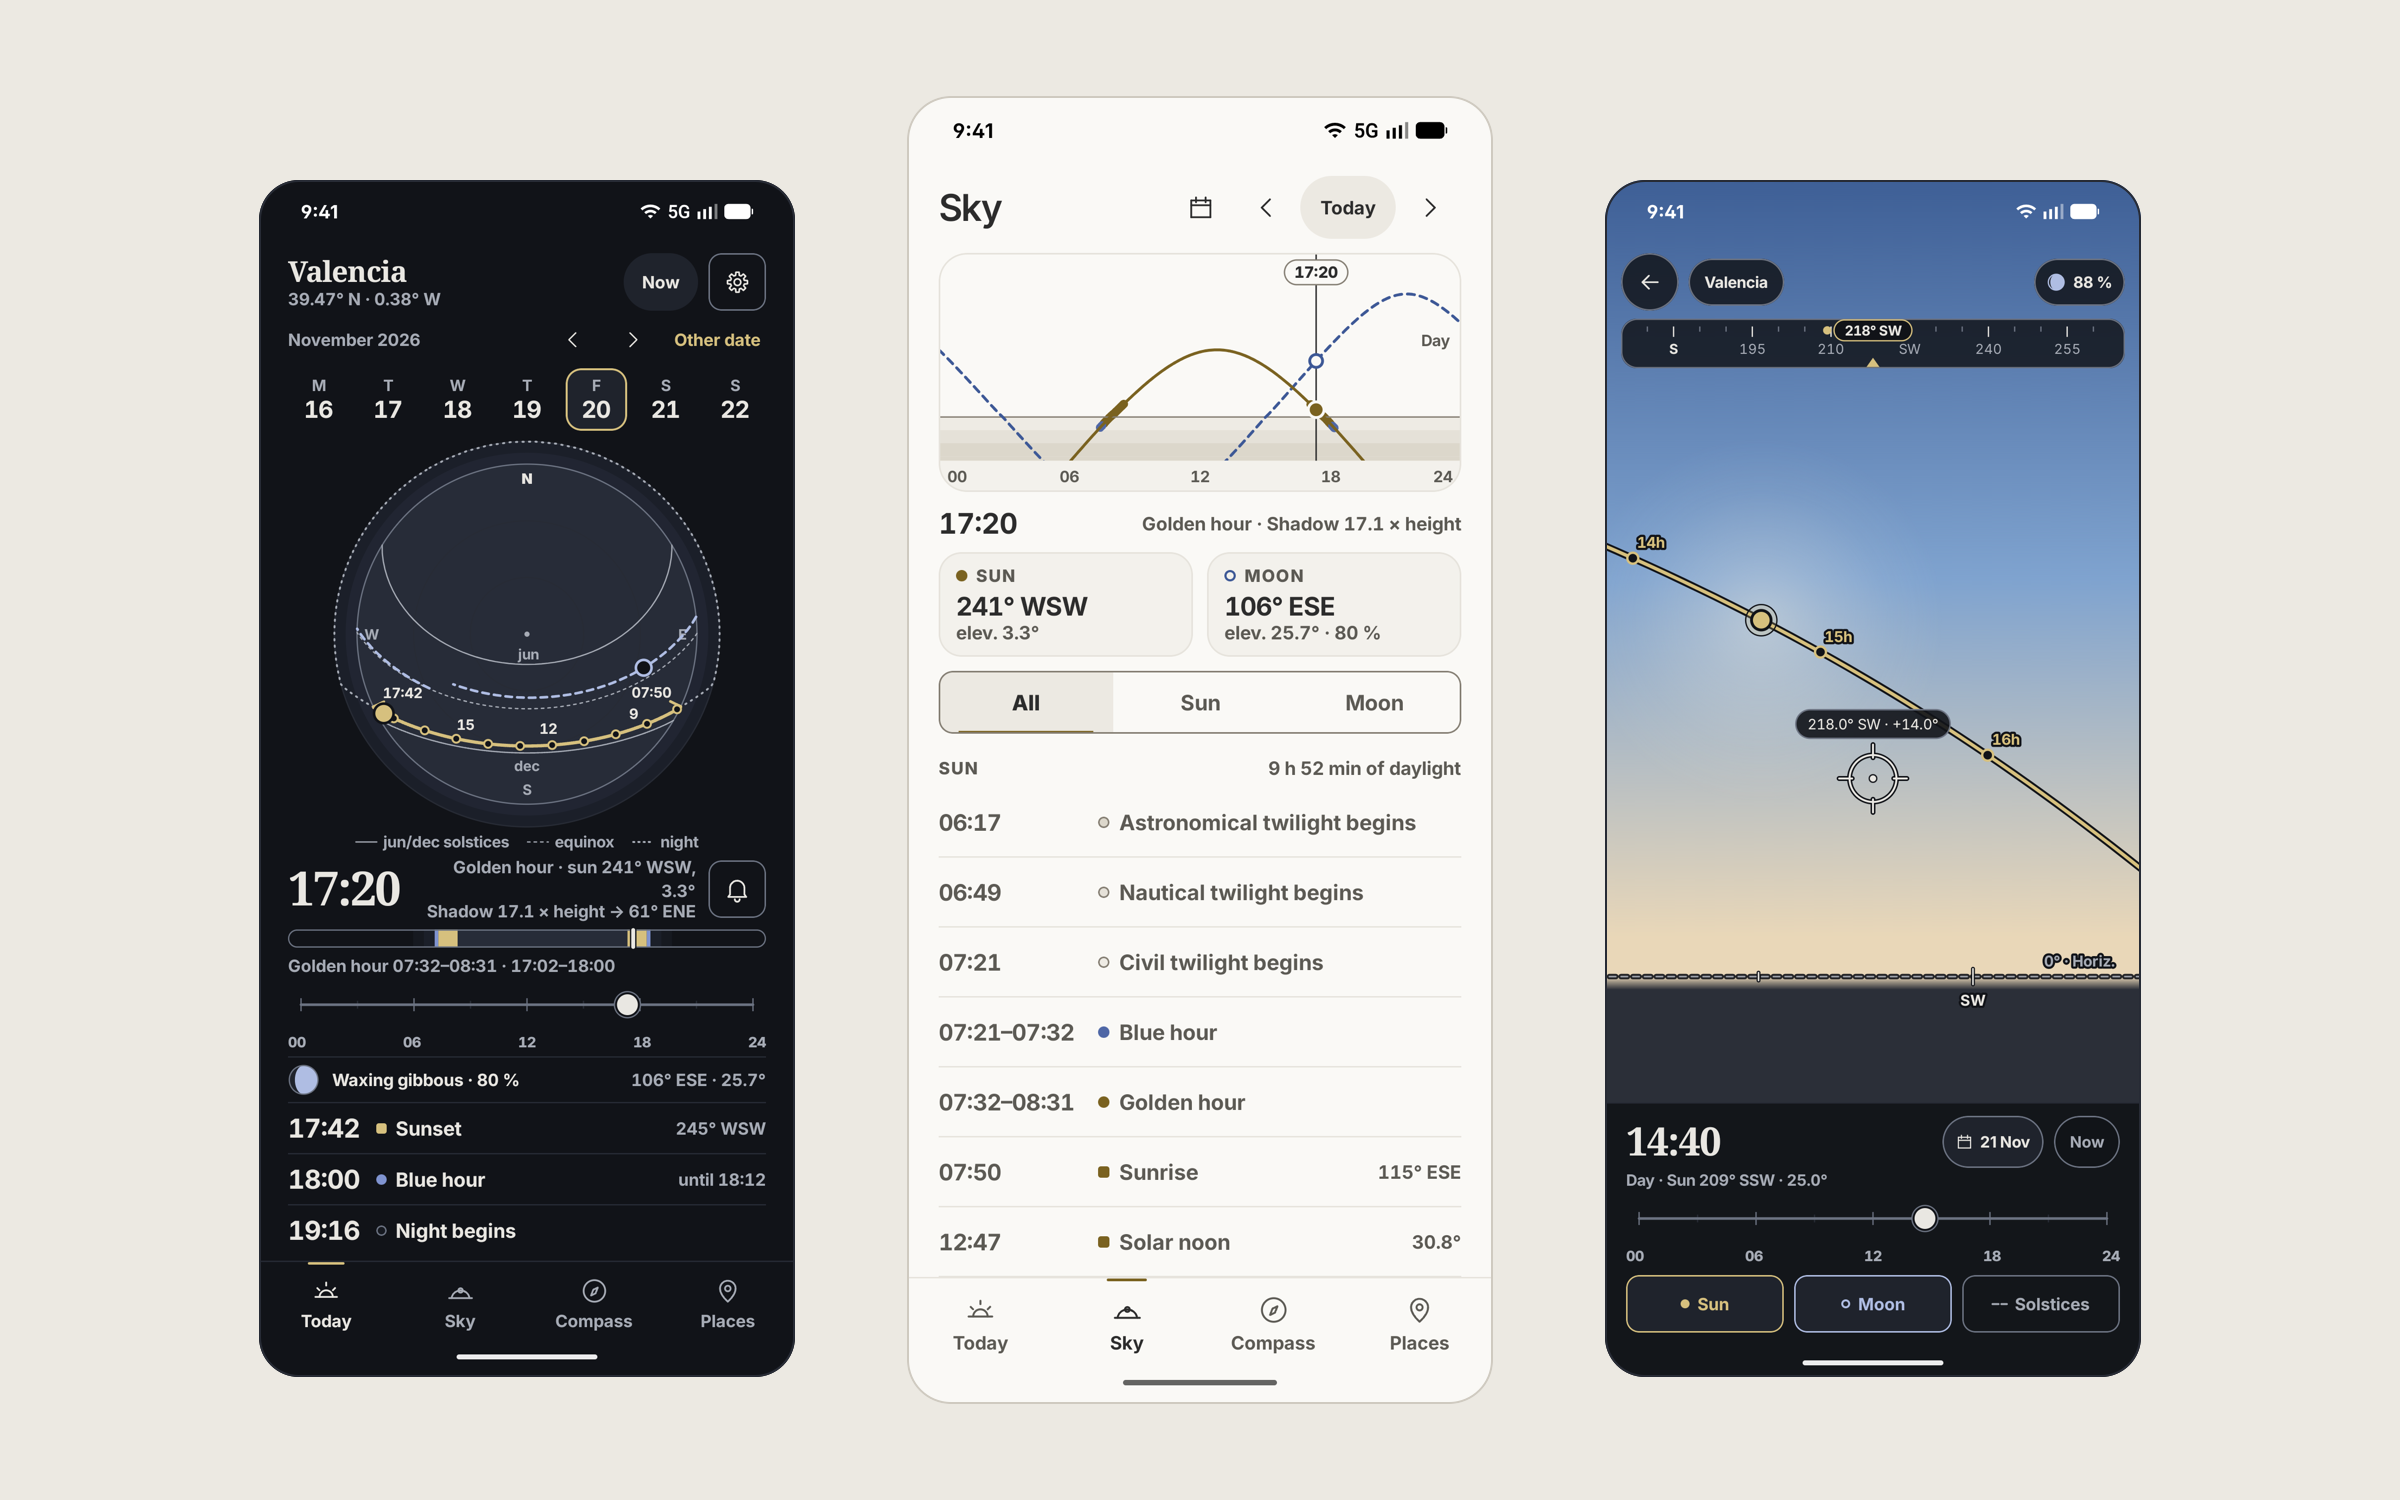 9:41
5G
Valencia
39.47° N · 0.38° W
Now
November 2026
Other date
M T W T F S S
16 17 18 19 20 21 22
N
W
E
jun
17:42
07:50
15
12
9
dec
S
jun/dec solstices
equinox
night
17:20
Golden hour · sun 241° WSW,
3.3°
Shadow 17.1 × height → 61° ENE
Golden hour 07:32–08:31 · 17:02–18:00
00 06 12 18 24
Waxing gibbous · 80 %
106° ESE · 25.7°
17:42 Sunset 245° WSW
18:00 Blue hour until 18:12
19:16 Night begins
Today Sky Compass Places
9:41
5G
Sky
Today
17:20
Day
00 06 12 18 24
17:20
Golden hour · Shadow 17.1 × height
SUN
241° WSW
elev. 3.3°
MOON
106° ESE
elev. 25.7° · 80 %
All Sun Moon
SUN
9 h 52 min of daylight
06:17 Astronomical twilight begins
06:49 Nautical twilight begins
07:21 Civil twilight begins
07:21–07:32 Blue hour
07:32–08:31 Golden hour
07:50 Sunrise 115° ESE
12:47 Solar noon 30.8°
Today Sky Compass Places
9:41
Valencia
88 %
218° SW
S 195 210 SW 240 255
14h
15h
218.0° SW · +14.0°
16h
0° · Horiz.
SW
14:40
21 Nov
Now
Day · Sun 209° SSW · 25.0°
00 06 12 18 24
Sun Moon Solstices